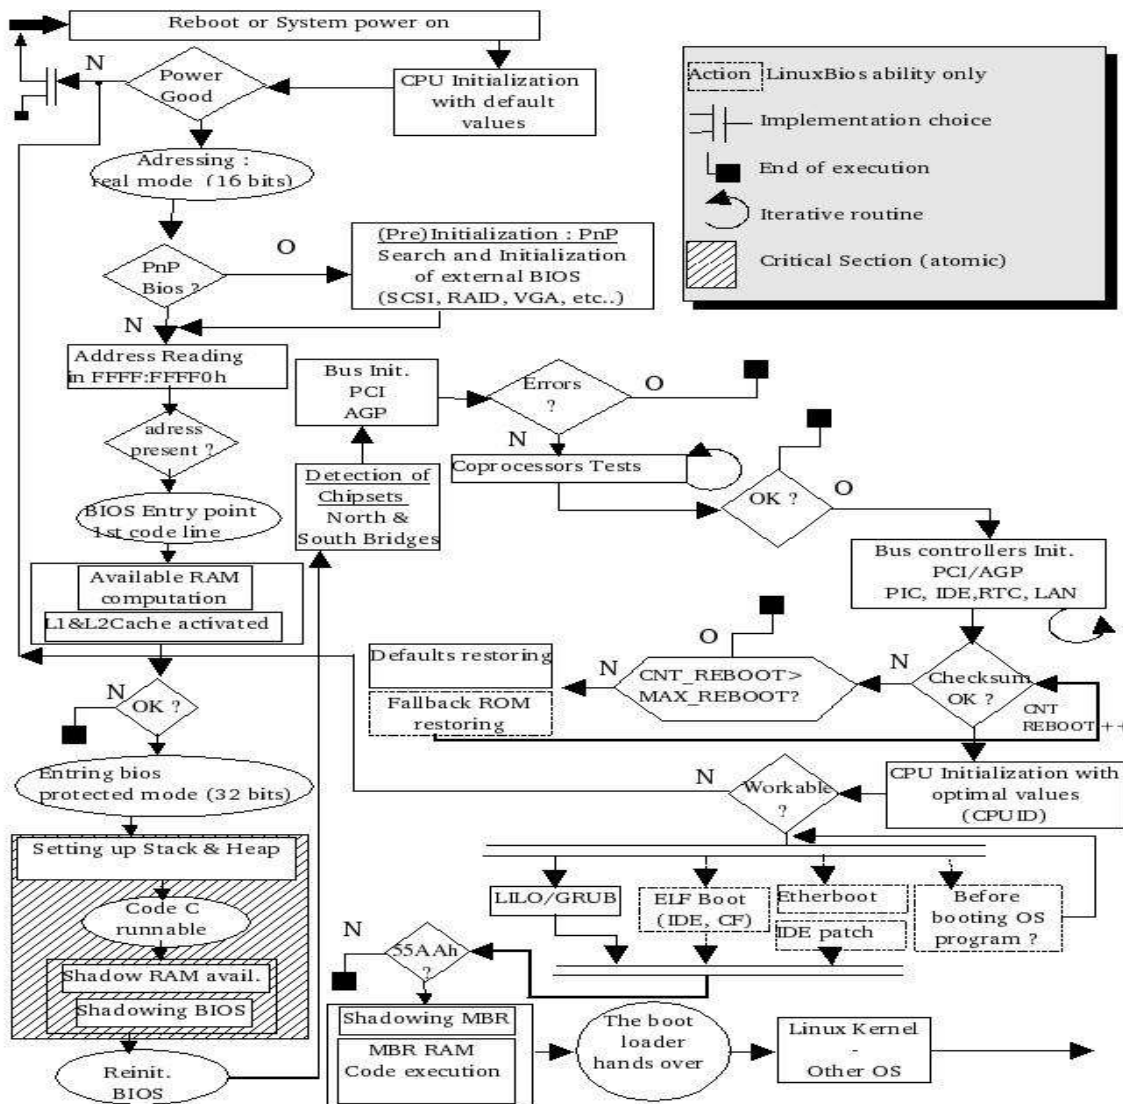 Reboot or System power on
N
Power
Good
CPU Initialization
with default
values
Action
LinuxBios ability only
Implementation choice
End of execution
Iterative routine
Critical Section (atomic)
Adressing :
real mode (16 bits)
PnP
Bios ?
O
(Pre)Initialization : PnP
Search and Initialization
of external BIOS
(SCSI, RAID, VGA, etc..)
N
Address Reading
in FFFF:FFFF0h
adress
present ?
BIOS Entry point
1st code line
Available RAM
computation
L1&L2Cache activated
N
OK ?
Entring bios
protected mode (32 bits)
Setting up Stack & Heap
Code C
runnable
Shadow RAM avail.
Shadowing BIOS
Reinit.
BIOS
Detection of
Chipsets
North &
South Bridges
Bus Init.
PCI
AGP
Errors
?
O
N
Coprocessors Tests
OK ?
O
Bus controllers Init.
PCI/AGP
PIC, IDE,RTC, LAN
Checksum
OK ?
N
CNT
REBOOT ++
CNT_REBOOT>
MAX_REBOOT?
O
N
Defaults restoring
Fallback ROM
restoring
CPU Initialization with
optimal values
(CPUID)
Workable
?
N
LILO/GRUB
ELF Boot
(IDE, CF)
Etherboot
IDE patch
Before
booting OS
program ?
55AAh
?
N
Shadowing MBR
MBR RAM
Code execution
The boot
loader
hands over
Linux Kernel
-
Other OS